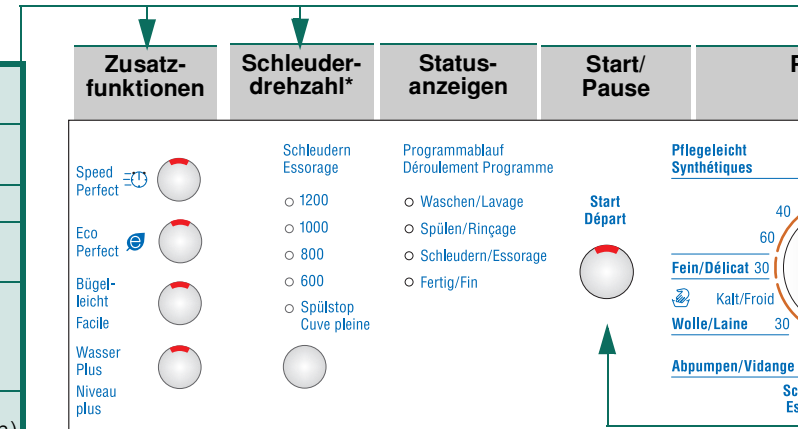 Zusatz-
funktionen
Schleuder-
drehzahl*
Status-
anzeigen
Start/
Pause
Speed
Perfect
Eco
Perfect
Bügel-
leicht
Facile
Wasser
Plus
Niveau
plus
Schleudern
Essorage
1200
1000
800
600
Spülstop
Cuve pleine
Programmablauf
Déroulement Programme
Waschen/Lavage
Spülen/Rinçage
Schleudern/Essorage
Fertig/Fin
Start
Départ
Pflegeleicht
Synthétiques
40
60
Fein/Délicat 30
Kalt/Froid
Wolle/Laine 30
Abpumpen/Vidange